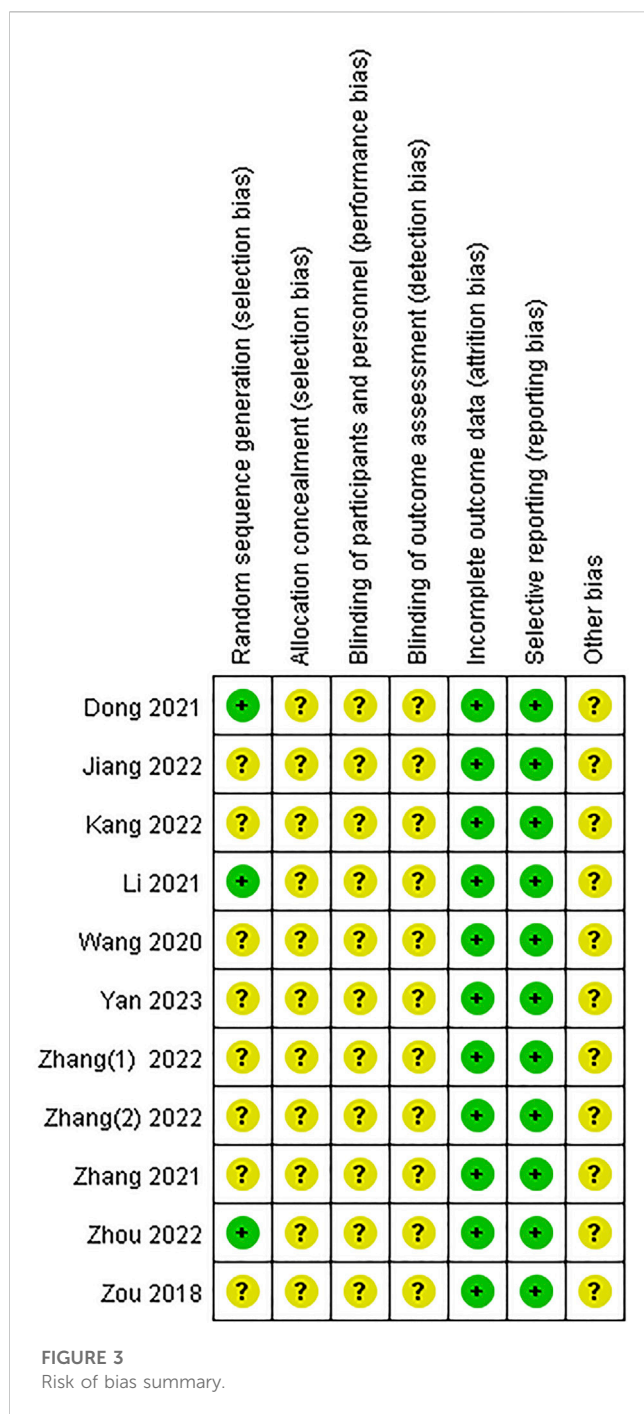 Random sequence generation (selection bias)
Allocation concealment (selection bias)
Blinding of participants and personnel (performance bias)
Blinding of outcome assessment (detection bias)
Incomplete outcome data (attrition bias)
Selective reporting (reporting bias)
Other bias
Dong 2021 + ? ? ? + + ?
Jiang 2022 ? ? ? ? + + ?
Kang 2022 ? ? ? ? + + ?
Li 2021 + ? ? ? + + ?
Wang 2020 ? ? ? ? + + ?
Yan 2023 ? ? ? ? + + ?
Zhang(1) 2022 ? ? ? ? + + ?
Zhang(2) 2022 ? ? ? ? + + ?
Zhang 2021 ? ? ? ? + + ?
Zhou 2022 + ? ? ? + + ?
Zou 2018 ? ? ? ? + + ?
FIGURE 3
Risk of bias summary.